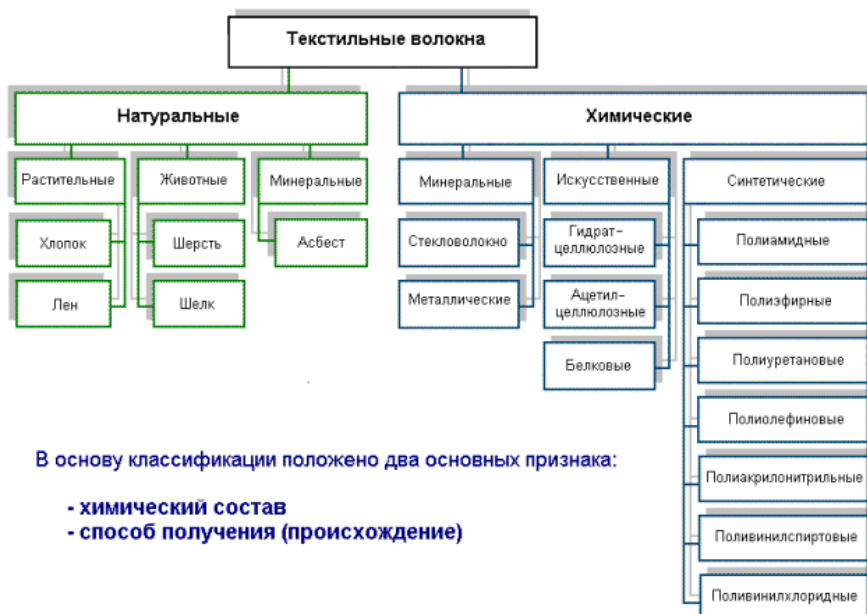 Текстильные волокна
Натуральные
Химические
Растительные
Животные
Минеральные
Минеральные
Искусственные
Синтетические
Хлопок
Шерсть
Асбест
Стекловолокно
Гидрат-
целлюлозные
Полиамидные
Лен
Шелк
Металлические
Ацетил-
целлюлозные
Полиэфирные
Белковые
Полиуретановые
Полиолефиновые
Полиакрилонитрильные
Поливинилспиртовые
Поливинилхлоридные
В основу классификации положено два основных признака:
- химический состав
- способ получения (происхождение)